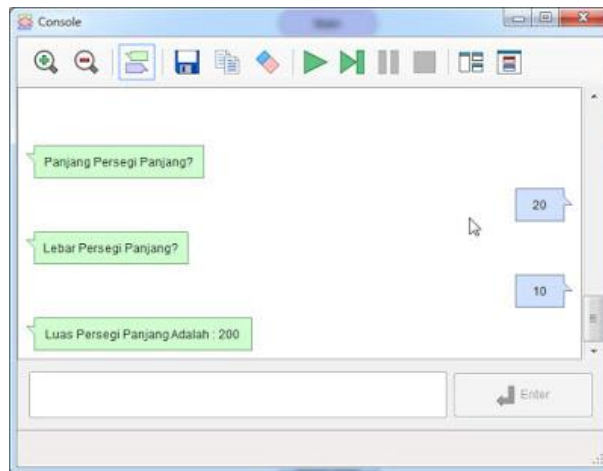 Console
Panjang Persegi Panjang?
20
Lebar Persegi Panjang?
10
Luas Persegi Panjang Adalah : 200
Enter